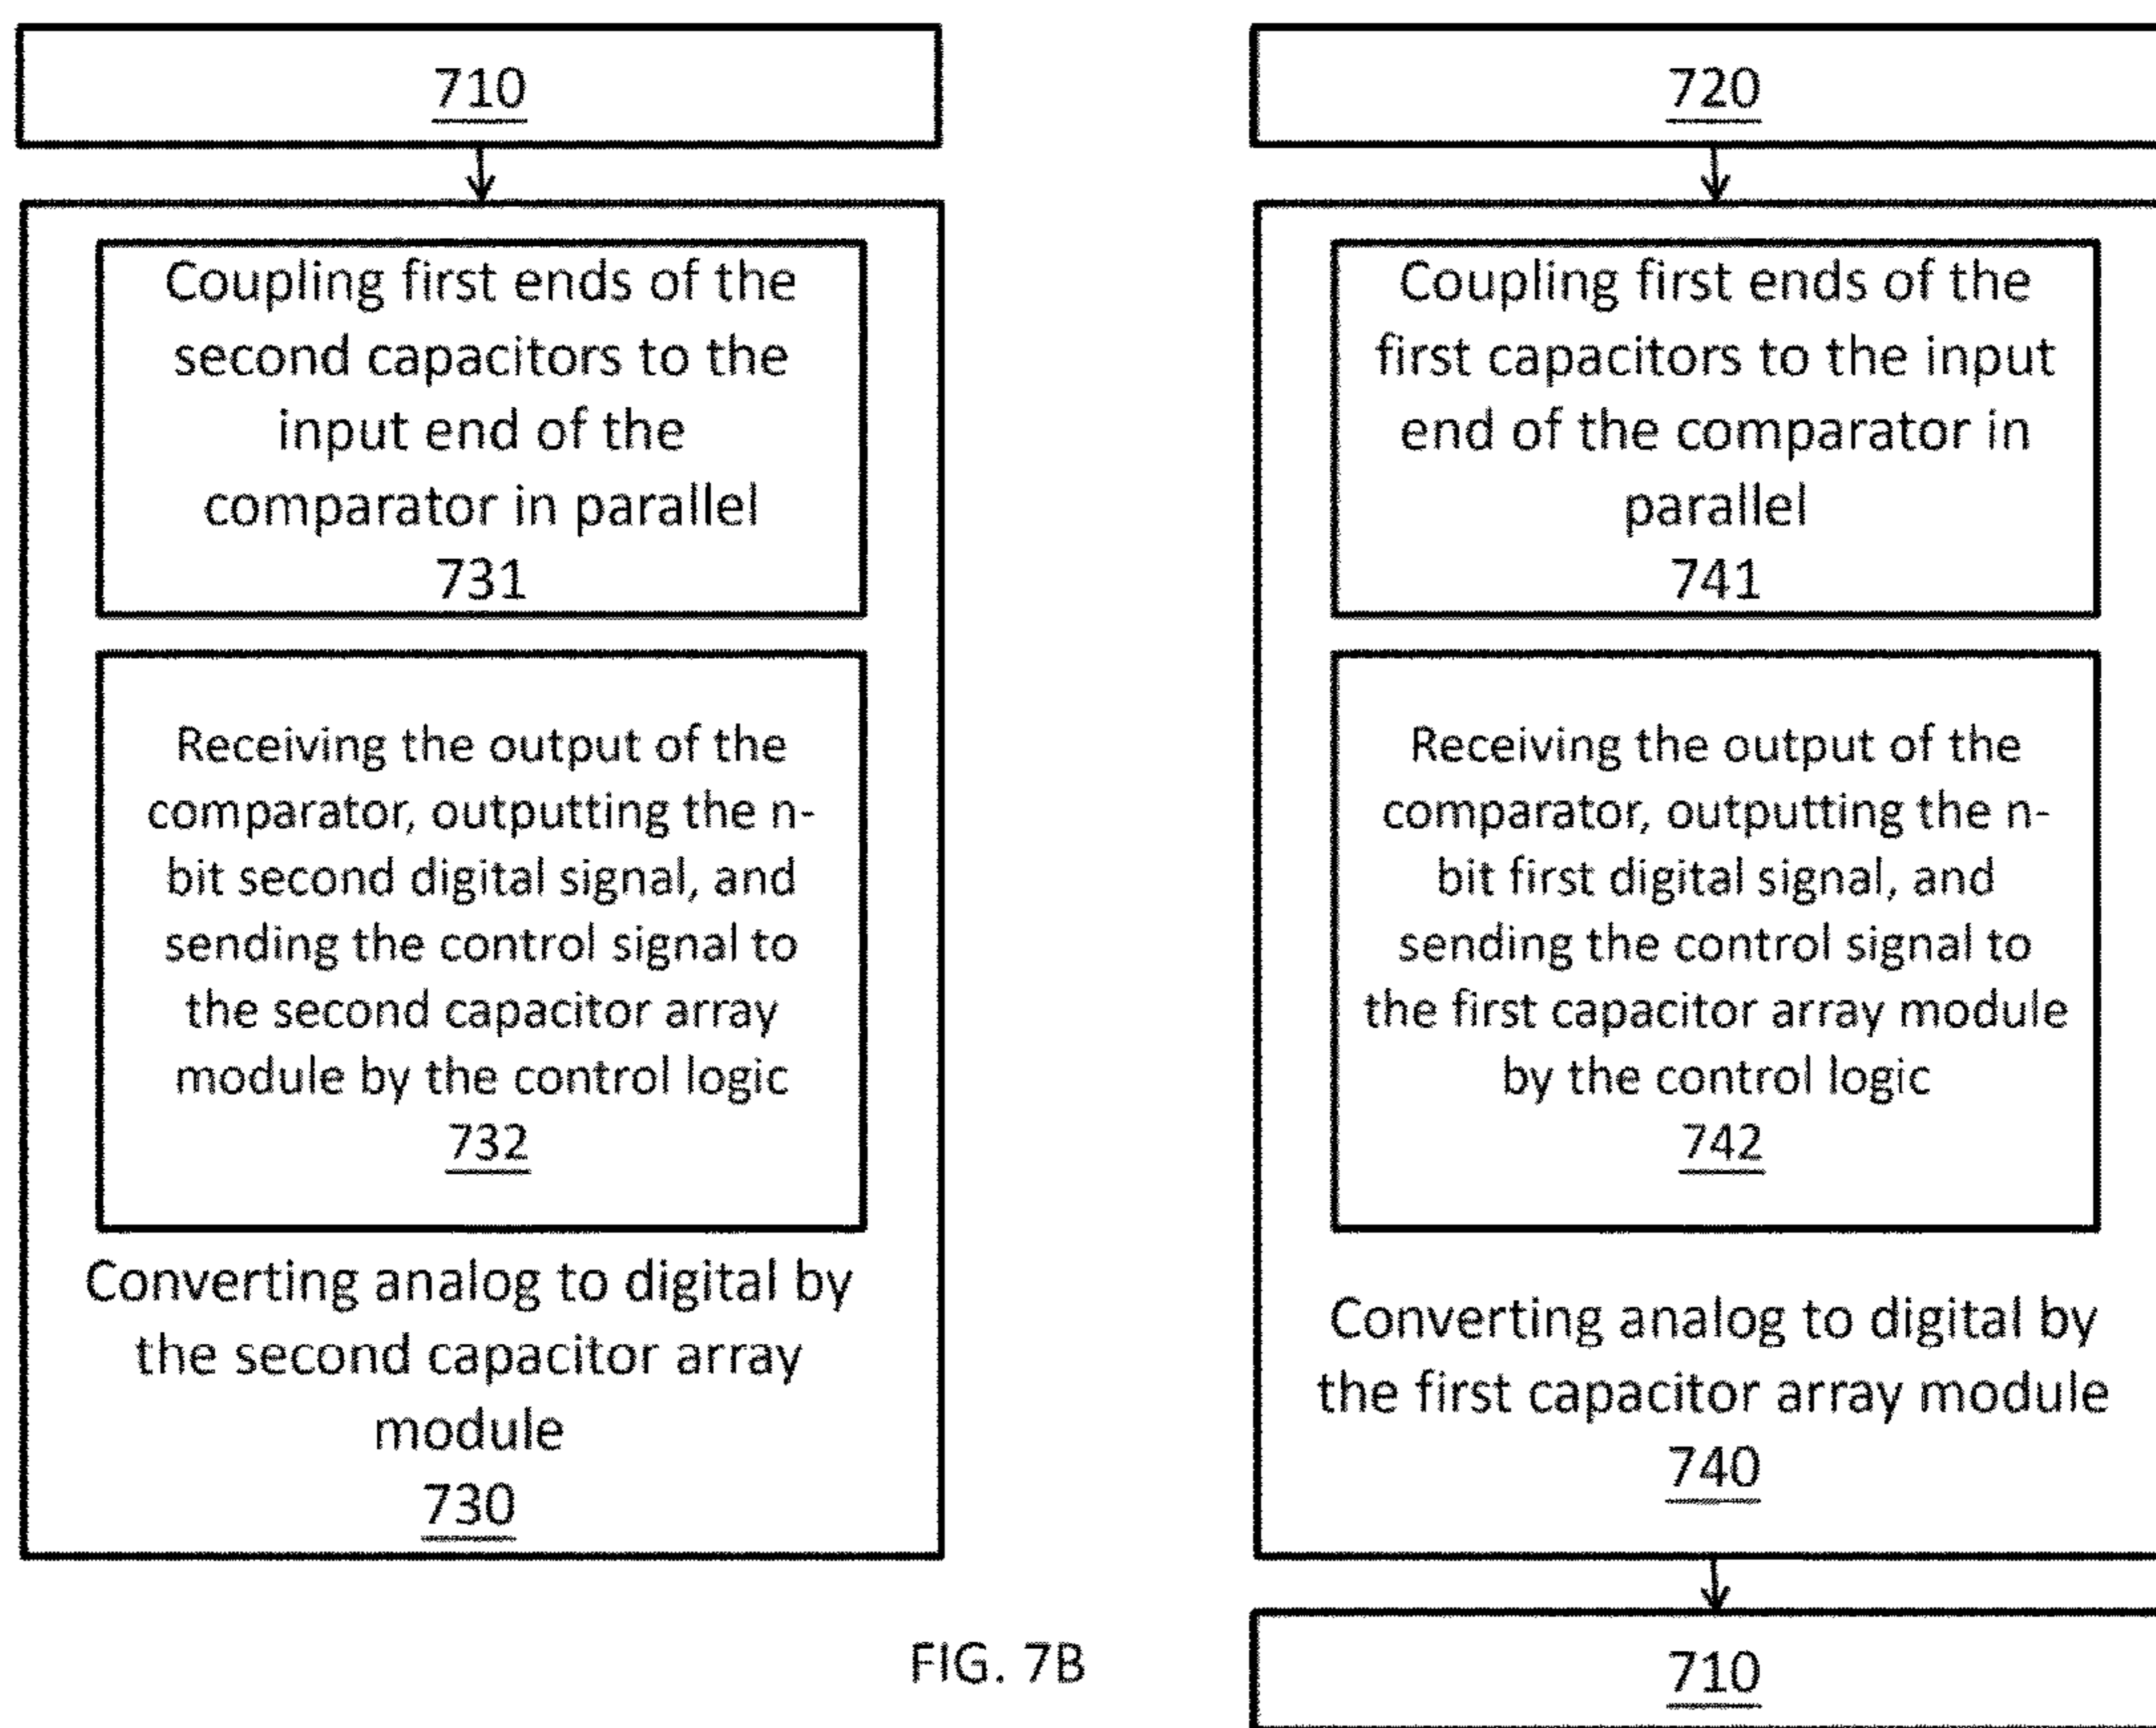 710
Coupling first ends of the
second capacitors to the
input end of the
comparator in parallel
731
Receiving the output of the
comparator, outputting the n-
bit second digital signal, and
sending the control signal to
the second capacitor array
module by the control logic
732
Converting analog to digital by
the second capacitor array
module
730
720
Coupling first ends of the
first capacitors to the input
end of the comparator in
parallel
741
Receiving the output of the
comparator, outputting the n-
bit first digital signal, and
sending the control signal to
the first capacitor array module
by the control logic
742
Converting analog to digital by
the first capacitor array module
740
710
FIG. 7B